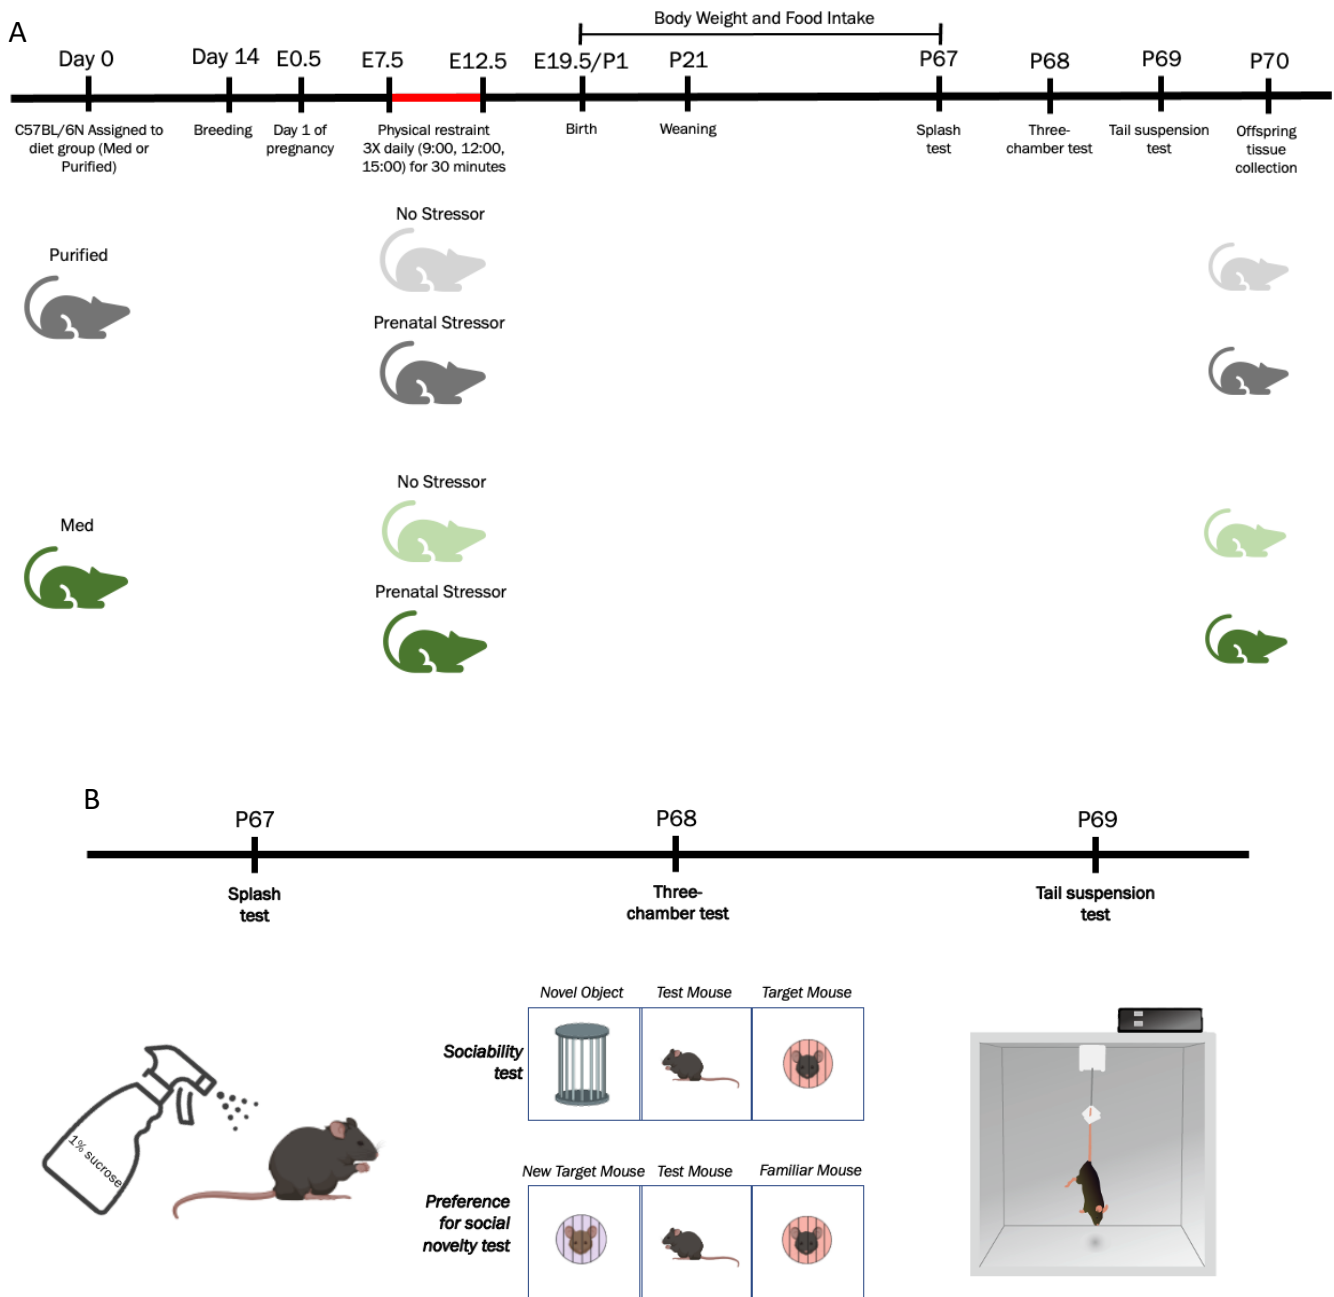 A
Body Weight and Food Intake
Day 0
Day 14
E0.5
E7.5
E12.5
E19.5/P1
P21
P67
P68
P69
P70
C57BL/6N Assigned to
diet group (Med or
Purified)
Breeding
Day 1 of
pregnancy
Physical restraint
3X daily (9:00, 12:00,
15:00) for 30 minutes
Birth
Weaning
Splash
test
Three-
chamber test
Tail suspension
test
Offspring
tissue
collection
No Stressor
Purified
Prenatal Stressor
No Stressor
Med
Prenatal Stressor
B
P67
P68
P69
Splash
test
Three-
chamber test
Tail suspension
test
1% sucrose
Novel Object
Test Mouse
Target Mouse
Sociability
test
New Target Mouse
Test Mouse
Familiar Mouse
Preference
for social
novelty test